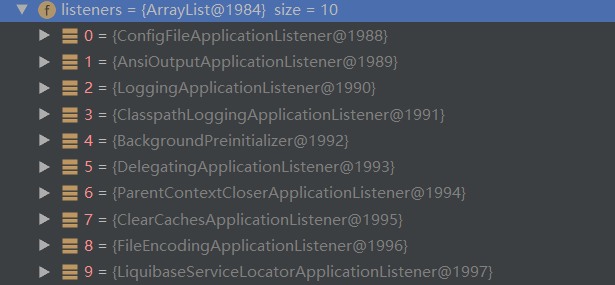 f listeners = {ArrayList@1984} size = 10
0 = {ConfigFileApplicationListener@1988}
1 = {AnsiOutputApplicationListener@1989}
2 = {LoggingApplicationListener@1990}
3 = {ClasspathLoggingApplicationListener@1991}
4 = {BackgroundPreinitializer@1992}
5 = {DelegatingApplicationListener@1993}
6 = {ParentContextCloserApplicationListener@1994}
7 = {ClearCachesApplicationListener@1995}
8 = {FileEncodingApplicationListener@1996}
9 = {LiquibaseServiceLocatorApplicationListener@1997}